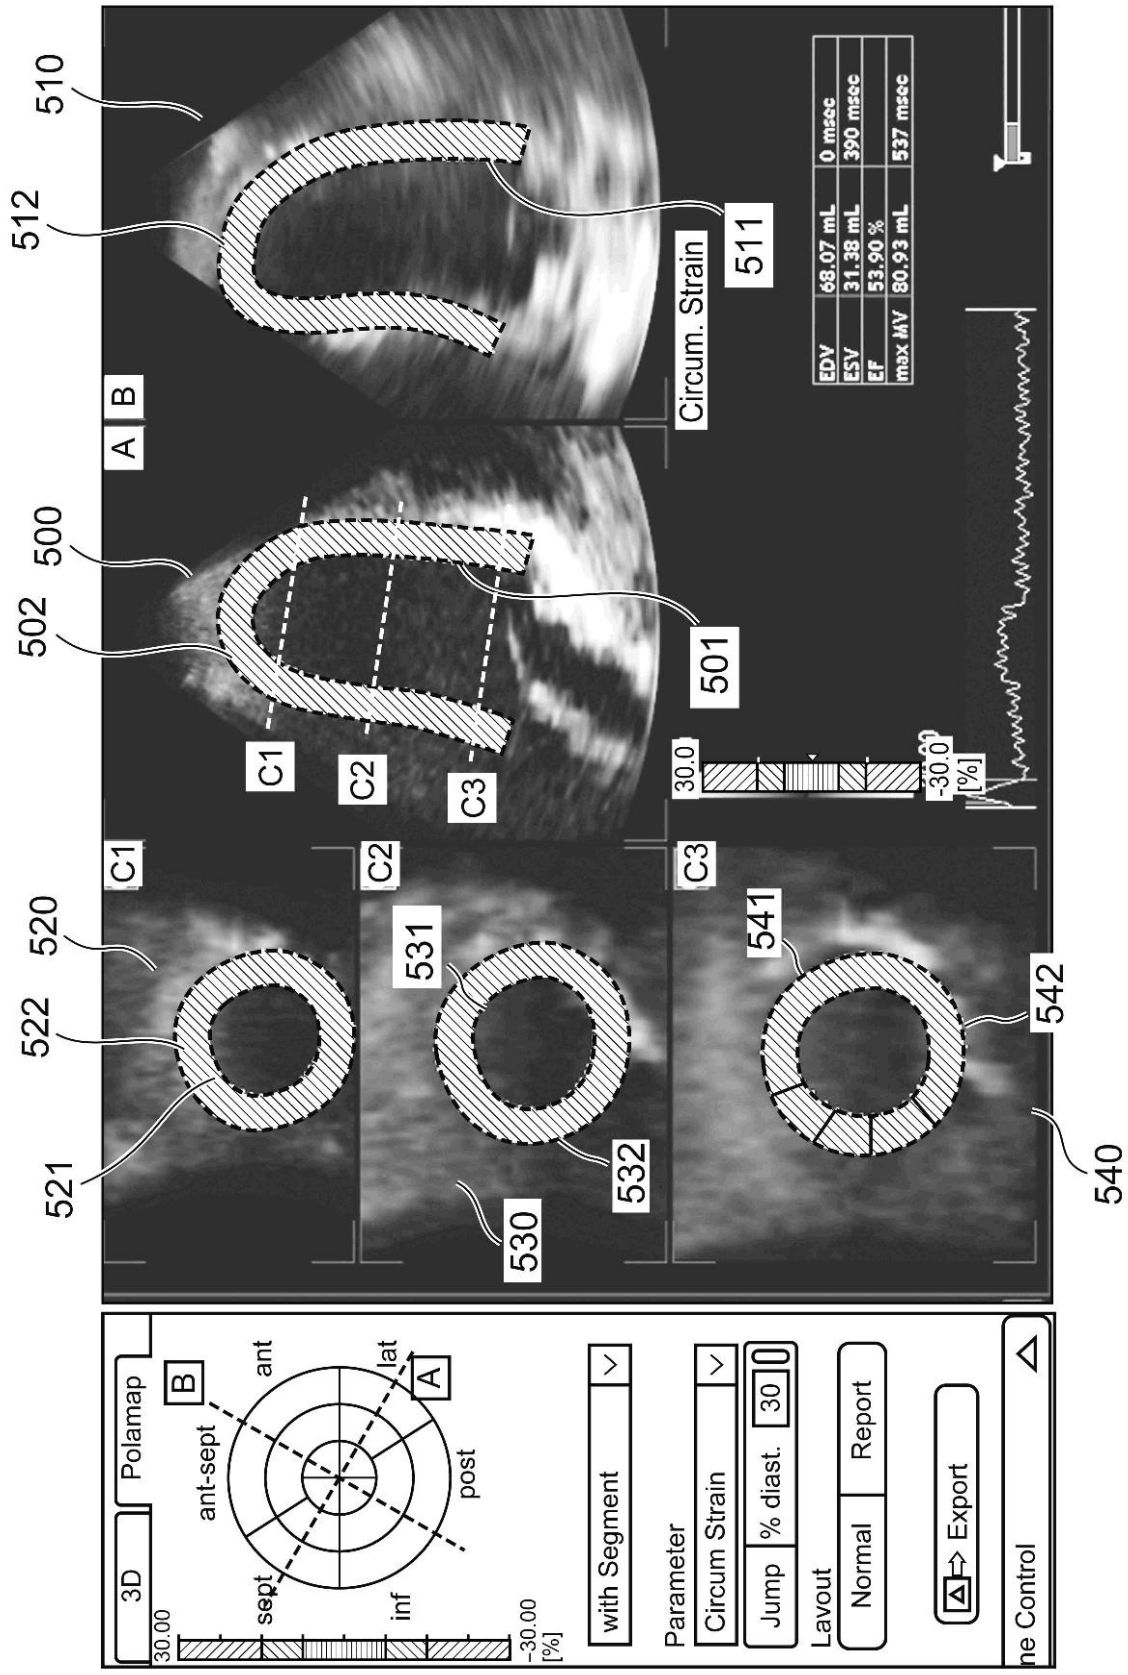 3D
Polamap
30.00
-30.00
[%]
sept
ant-sept
ant
lat
post
inf
B
A
with Segment
Parameter
Circum Strain
Jump
% diast.
30
Lavout
Normal
Report
Export
ne Control
C1
520
522
521
C2
531
530
532
C3
541
542
540
A
500
502
501
C1
C2
C3
30.0
-30.0
[%]
B
510
512
511
Circum. Strain
EDV 68.07 mL 0 msec
ESV 31.38 mL 390 msec
EF 53.90 %
max MV 80.93 mL 537 msec